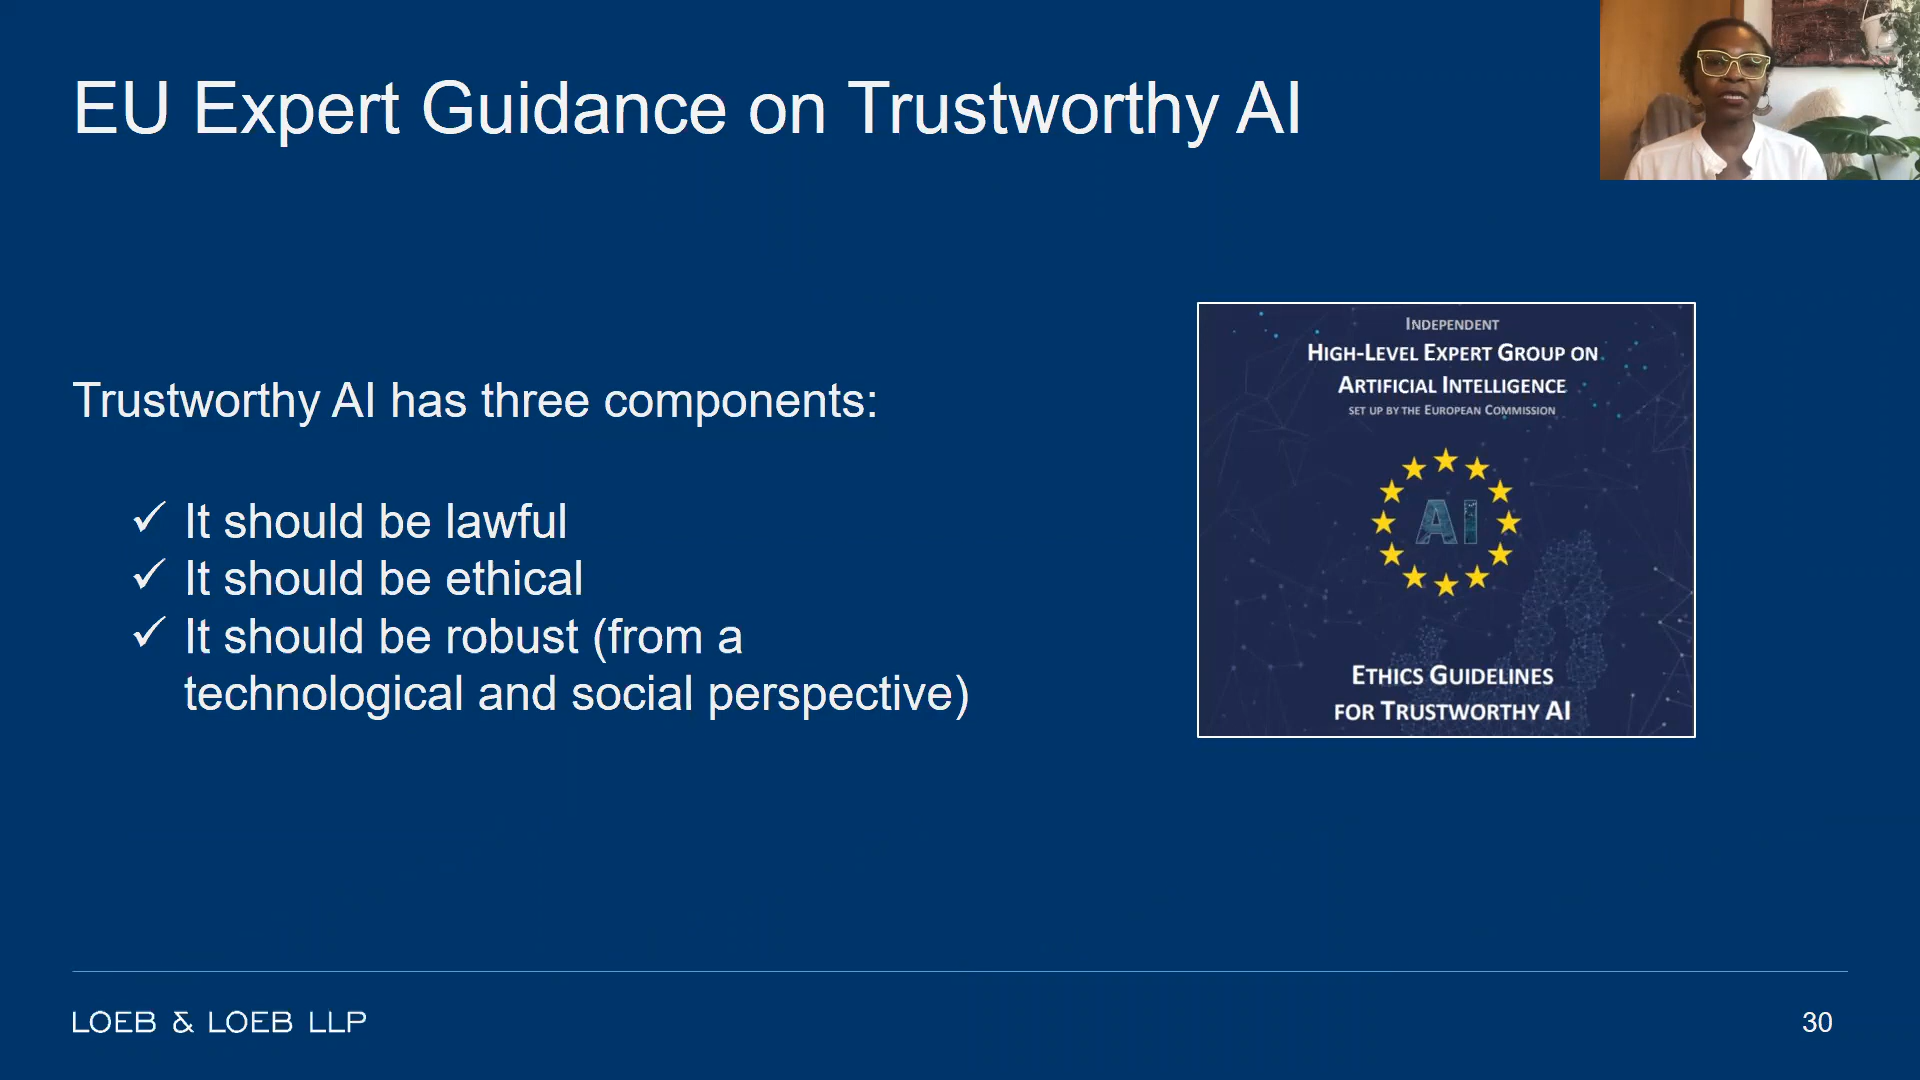 EU Expert Guidance on Trustworthy AI
Trustworthy AI has three components:
✓ It should be lawful
✓ It should be ethical
✓ It should be robust (from a
technological and social perspective)
INDEPENDENT
HIGH-LEVEL EXPERT GROUP ON
ARTIFICIAL INTELLIGENCE
SET UP BY THE EUROPEAN COMMISSION
AI
ETHICS GUIDELINES
FOR TRUSTWORTHY AI
LOEB & LOEB LLP
30